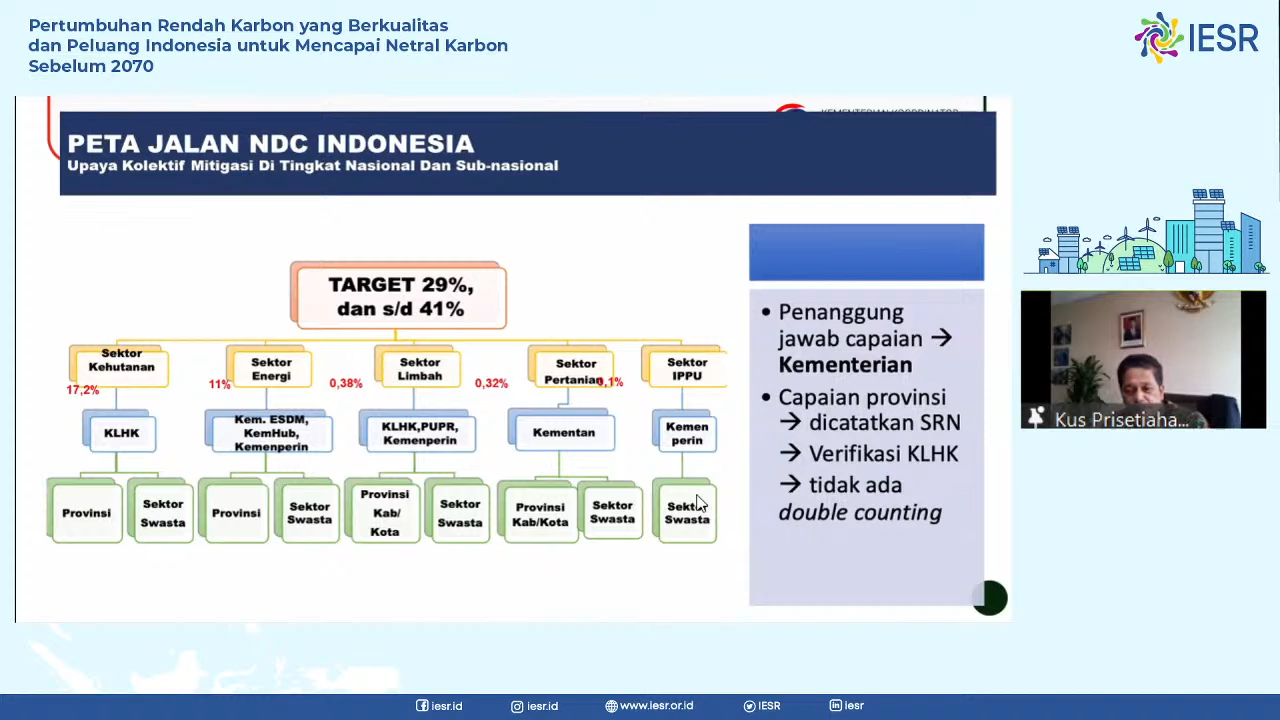 Pertumbuhan Rendah Karbon yang Berkualitas
dan Peluang Indonesia untuk Mencapai Netral Karbon
Sebelum 2070
IESR
KEMENTERIAN KOORDINATOR
PETA JALAN NDC INDONESIA
Upaya Kolektif Mitigasi Di Tingkat Nasional Dan Sub-nasional
TARGET 29%,
dan s/d 41%
Sektor
Kehutanan
17,2%
Sektor
Energi
11%
Sektor
Limbah
0,38%
Sektor
Pertanian
0,32%
Sektor
IPPU
0,1%
KLHK
Kem. ESDM,
KemHub,
Kemenperin
KLHK,PUPR,
Kemenperin
Kementan
Kemen
perin
Provinsi
Sektor
Swasta
Provinsi
Sektor
Swasta
Provinsi
Kab/
Kota
Sektor
Swasta
Provinsi
Kab/Kota
Sektor
Swasta
Sektor
Swasta
• Penanggung
jawab capaian →
Kementerian
• Capaian provinsi
→ dicatatkan SRN
→ Verifikasi KLHK
→ tidak ada
double counting
Kus Prisetiaha...
iesr.id
iesr.id
www.iesr.or.id
IESR
iesr